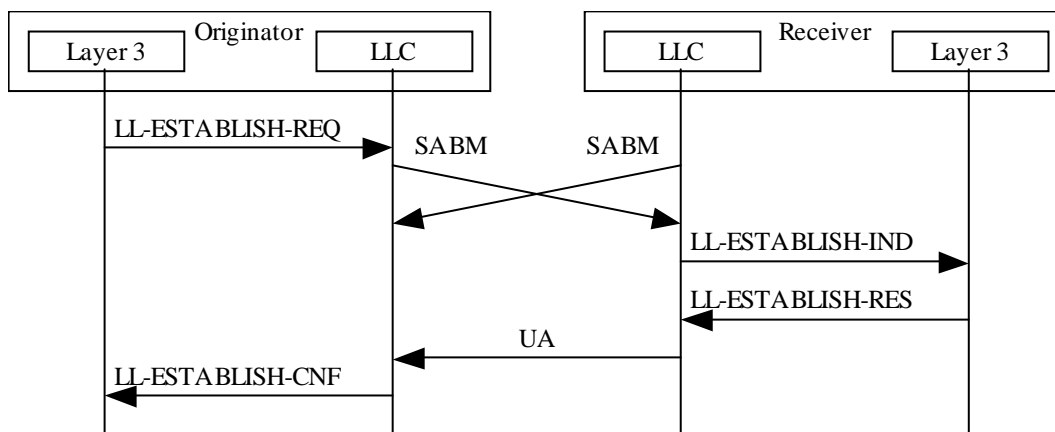 Originator
Receiver
Layer 3
LLC
LLC
Layer 3
LL-ESTABLISH-REQ
SABM
SABM
LL-ESTABLISH-IND
LL-ESTABLISH-RES
UA
LL-ESTABLISH-CNF